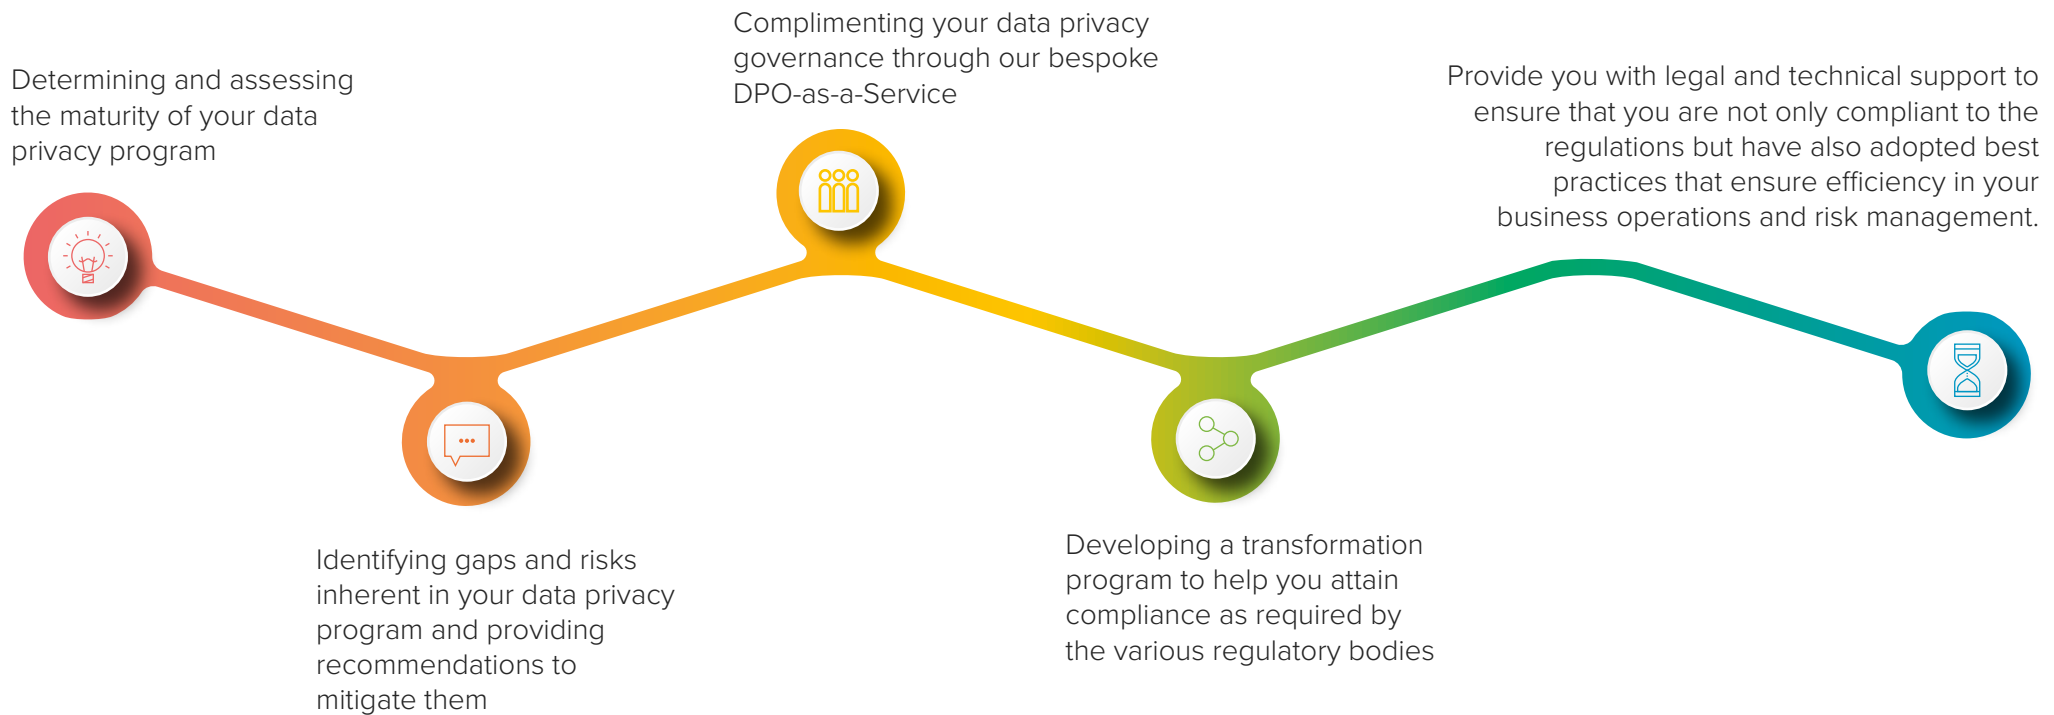 Determining and assessing
the maturity of your data
privacy program
Identifying gaps and risks
inherent in your data privacy
program and providing
recommendations to
mitigate them
Complimenting your data privacy
governance through our bespoke
DPO-as-a-Service
Developing a transformation
program to help you attain
compliance as required by
the various regulatory bodies
Provide you with legal and technical support to
ensure that you are not only compliant to the
regulations but have also adopted best
practices that ensure efficiency in your
business operations and risk management.